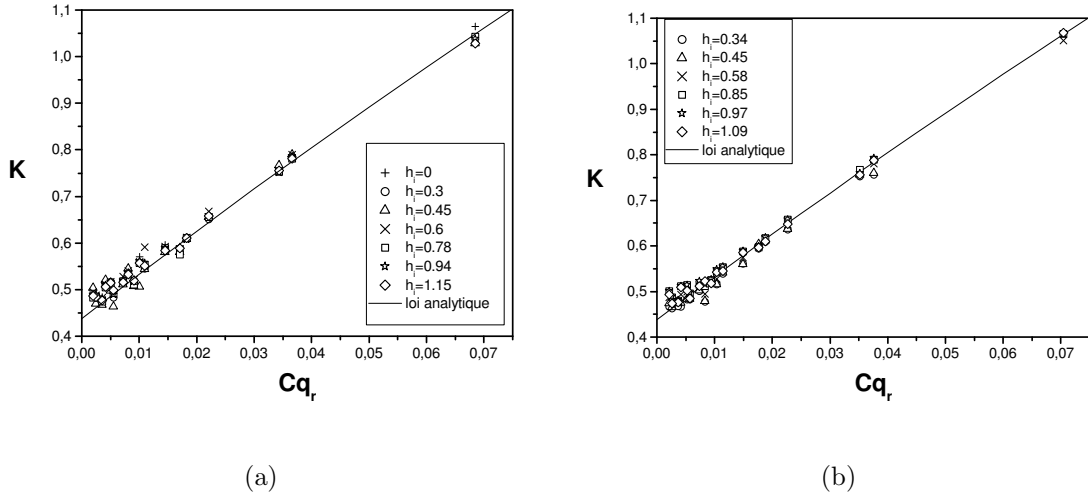 1,1
1,0
0,9
0,8
0,7
0,6
0,5
0,4
K
h_i=0
h_i=0.3
h_i=0.45
h_i=0.6
h_i=0.78
h_i=0.94
h_i=1.15
loi analytique
0,00 0,01 0,02 0,03 0,04 0,05 0,06 0,07
Cq_r
(a)
1,1
1,0
0,9
0,8
0,7
0,6
0,5
0,4
K
h_i=0.34
h_i=0.45
h_i=0.58
h_i=0.85
h_i=0.97
h_i=1.09
loi analytique
0,00 0,01 0,02 0,03 0,04 0,05 0,06 0,07
Cq_r
(b)